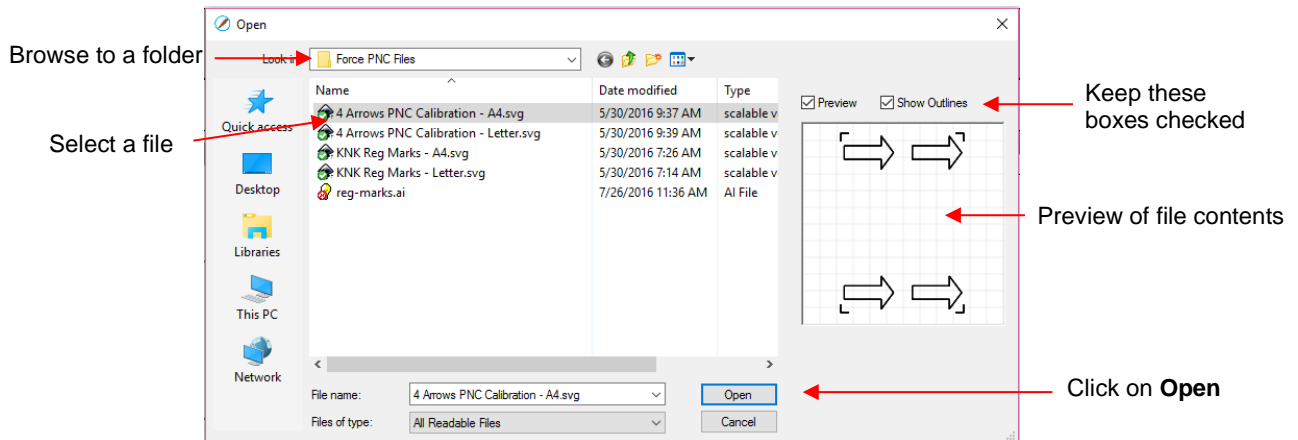 Open
Browse to a folder
Look in
Force PNC Files
Name Date modified Type
Preview Show Outlines
Keep these
boxes checked
4 Arrows PNC Calibration - A4.svg 5/30/2016 9:37 AM scalable v
Quick access
Select a file
4 Arrows PNC Calibration - Letter.svg 5/30/2016 9:39 AM scalable v
KNK Reg Marks - A4.svg 5/30/2016 7:26 AM scalable v
KNK Reg Marks - Letter.svg 5/30/2016 7:14 AM scalable v
Desktop
reg-marks.ai 7/26/2016 11:36 AM AI File
Preview of file contents
Libraries
This PC
Network
File name: 4 Arrows PNC Calibration - A4.svg Open
Click on Open
Files of type: All Readable Files Cancel